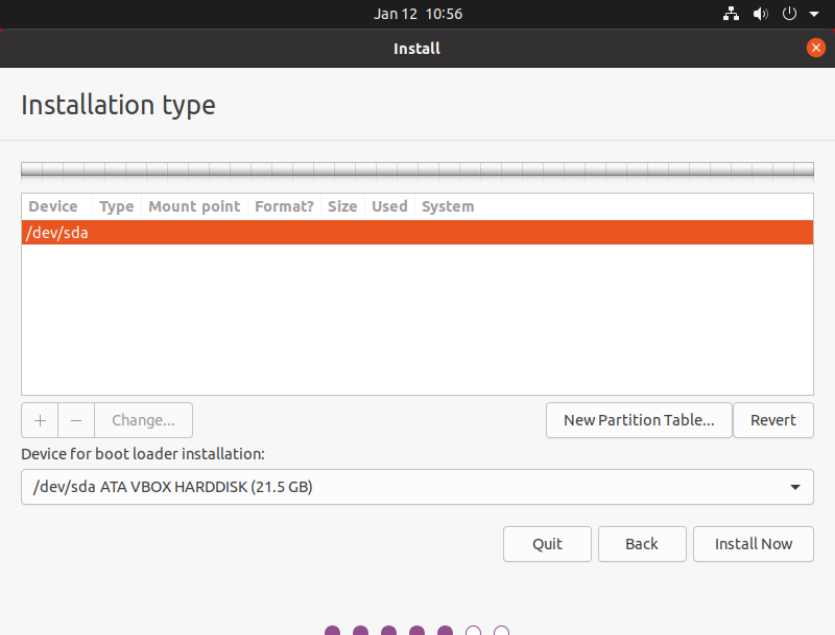 Jan 12 10:56
Install
Installation type
Device Type Mount point Format? Size Used System
/dev/sda
+ − Change... New Partition Table... Revert
Device for boot loader installation:
/dev/sda ATA VBOX HARDDISK (21.5 GB)
Quit Back Install Now